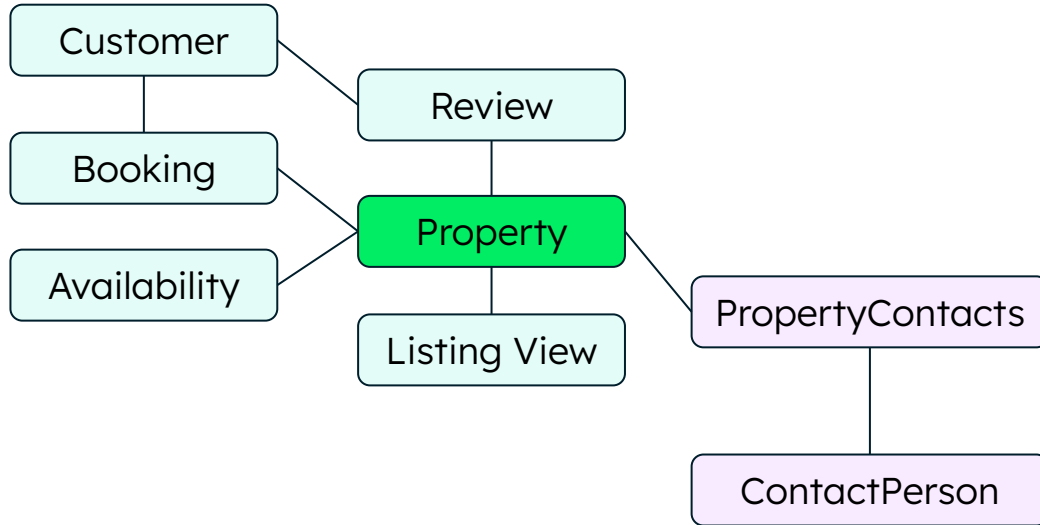 Customer
Review
Booking
Property
Availability
PropertyContacts
Listing View
ContactPerson